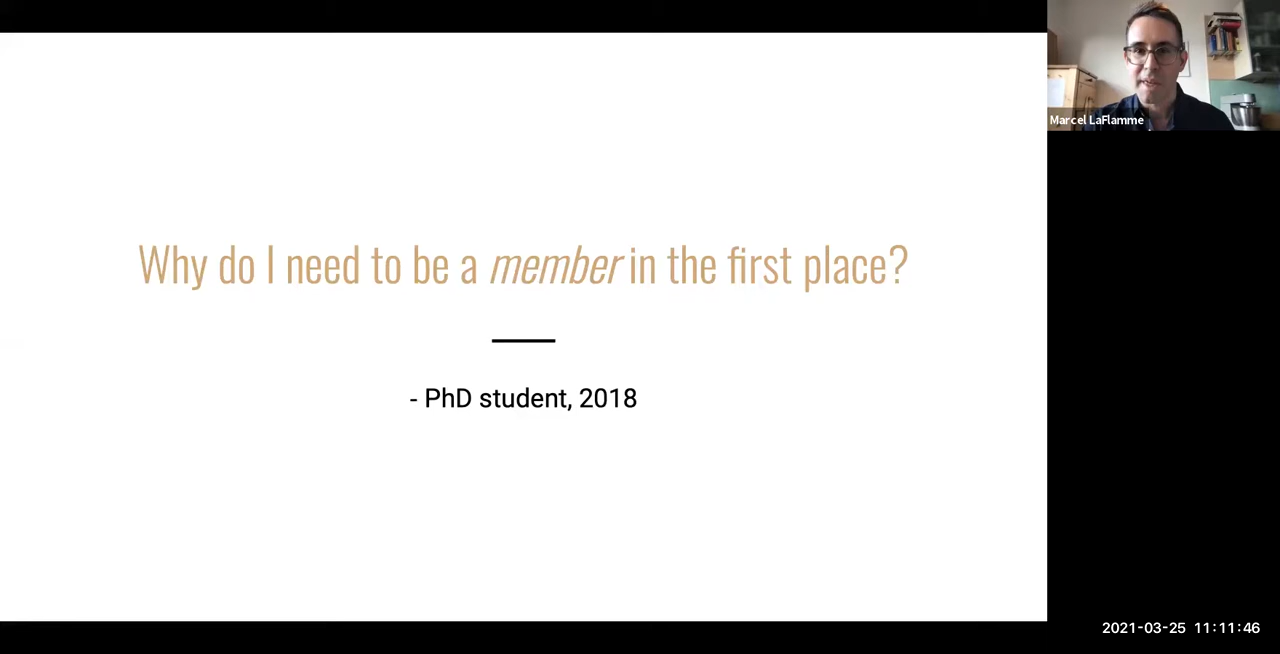 Marcel LaFlamme
Why do I need to be a member in the first place?
- PhD student, 2018
2021-03-25 11:11:46